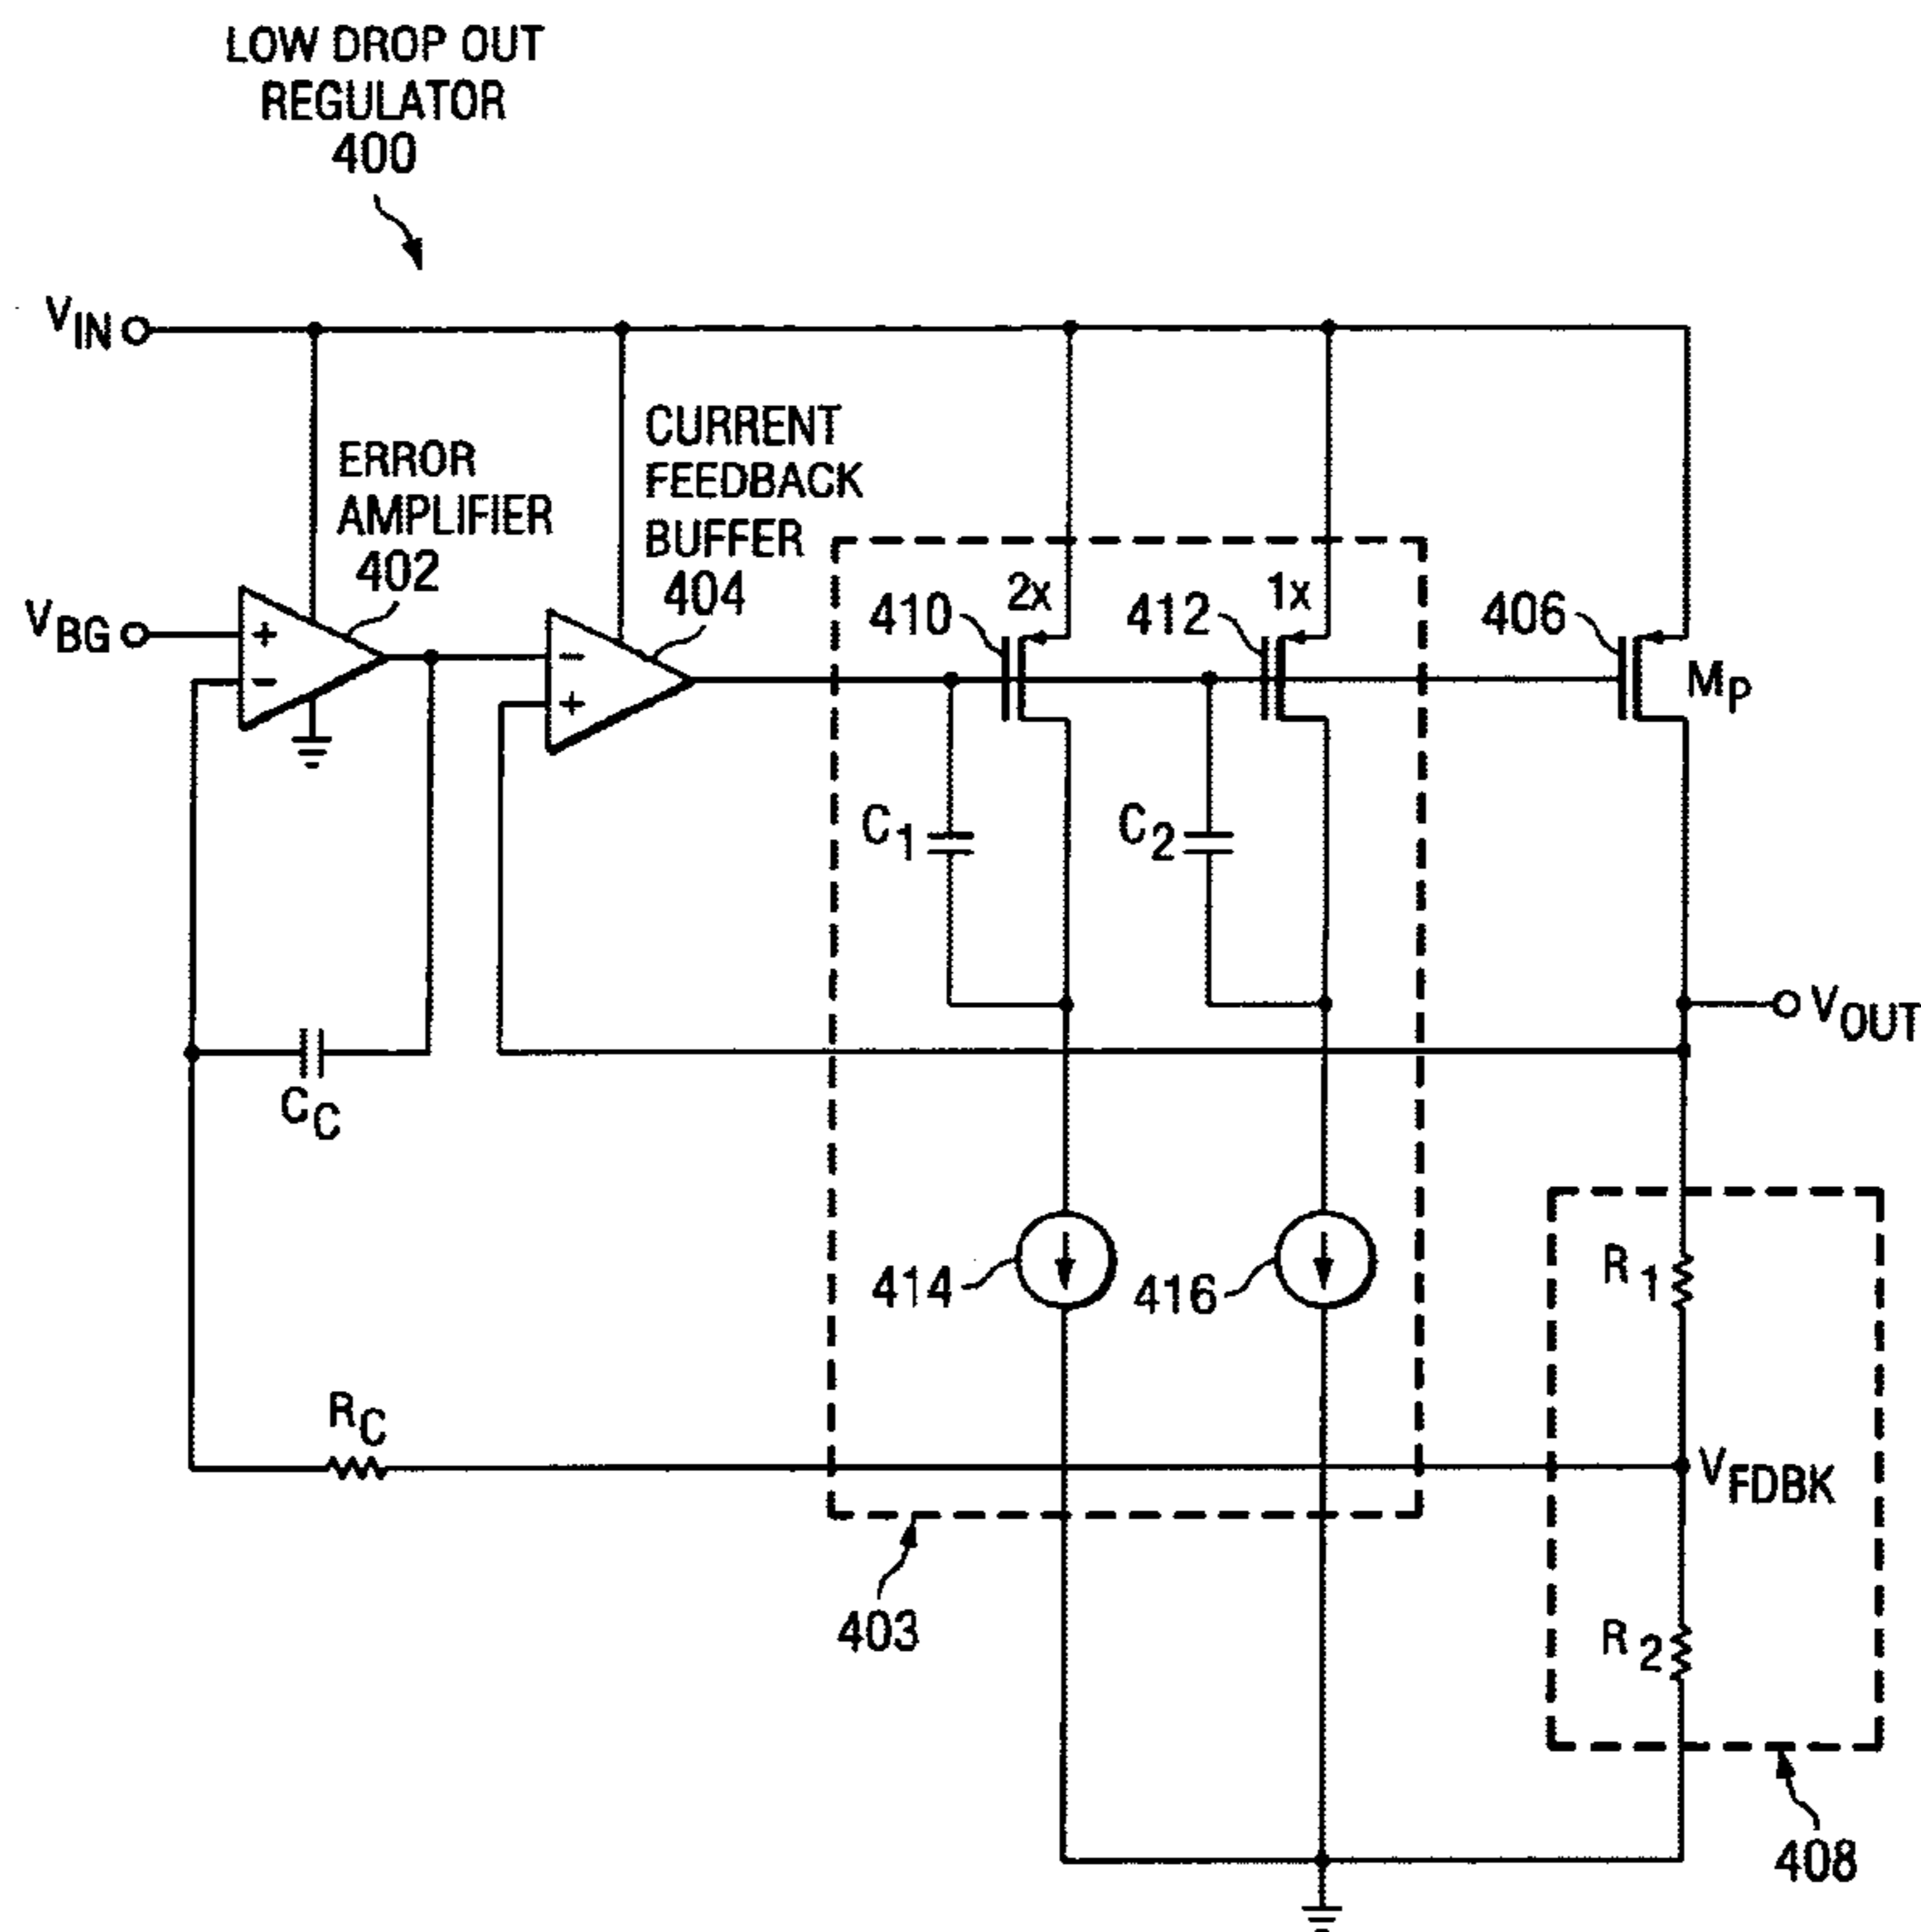 LOW DROP OUT
REGULATOR
400
VIN
ERROR
AMPLIFIER
402
CURRENT
FEEDBACK
BUFFER
404
VBG
+
−
−
+
410
2x
412
1x
406
MP
C1
C2
VOUT
CC
414
416
R1
RC
VFDBK
403
R2
408